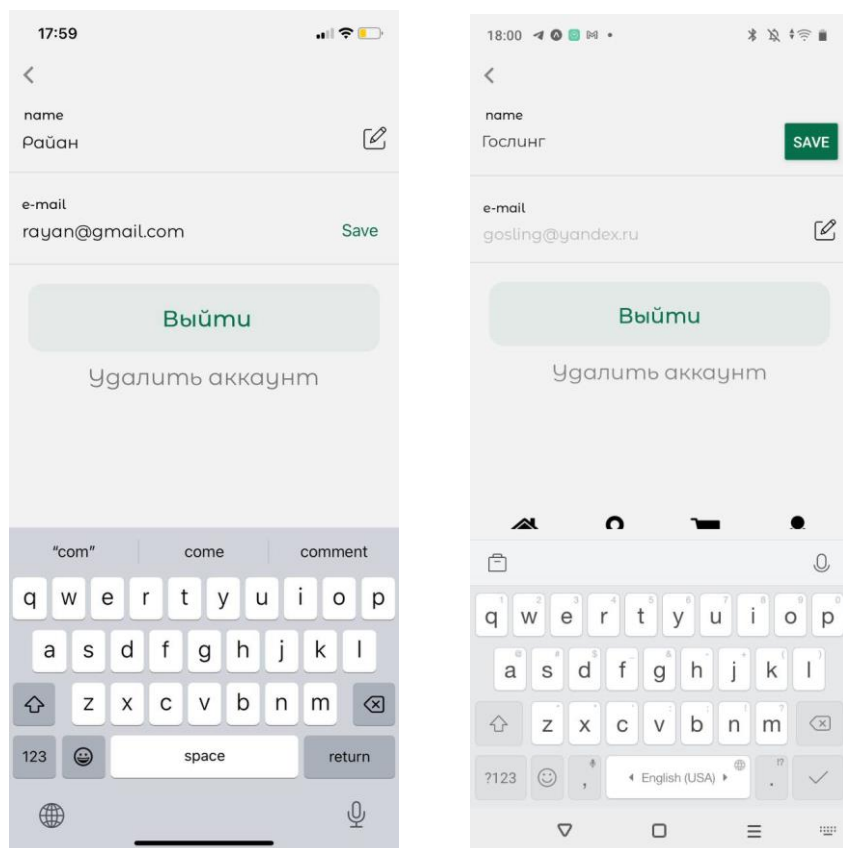 17:59
name
Райан
e-mail
rayan@gmail.com Save
Выйти
Удалить аккаунт
"com" come comment
q w e r t y u i o p
a s d f g h j k l
z x c v b n m
123 space return
18:00
name
Гослинг SAVE
e-mail
gosling@yandex.ru
Выйти
Удалить аккаунт
q w e r t y u i o p
a s d f g h j k l
z x c v b n m
?123 , English (USA) .